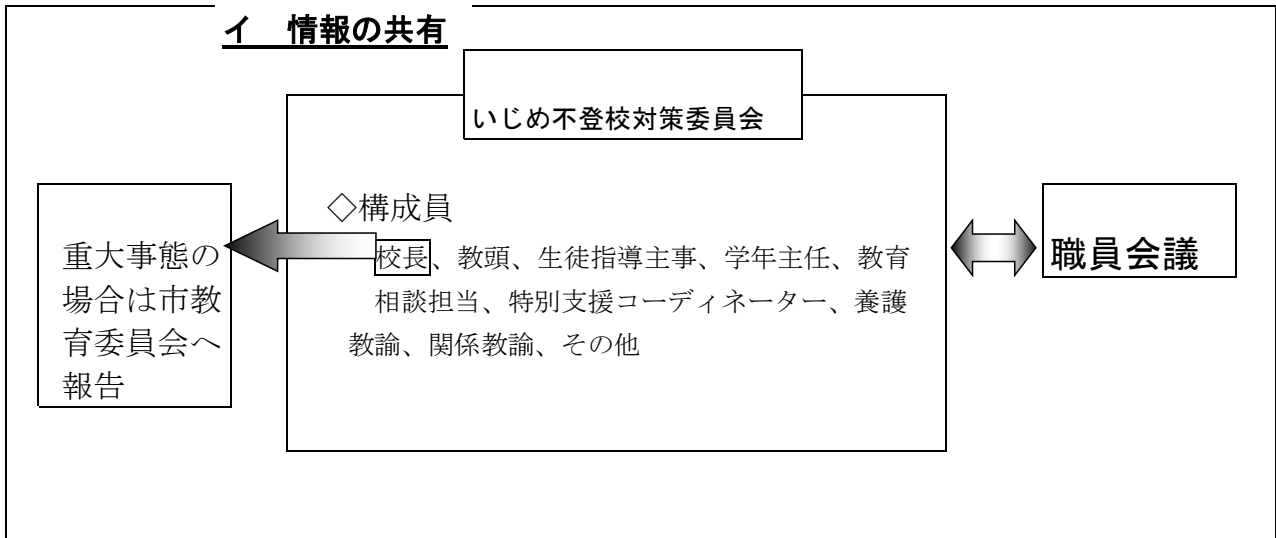 イ 情報の共有
いじめ不登校対策委員会
◇構成員
校長、教頭、生徒指導主事、学年主任、教育
相談担当、特別支援コーディネーター、養護
教諭、関係教諭、その他
重大事態の
場合は市教
育委員会へ
報告
職員会議